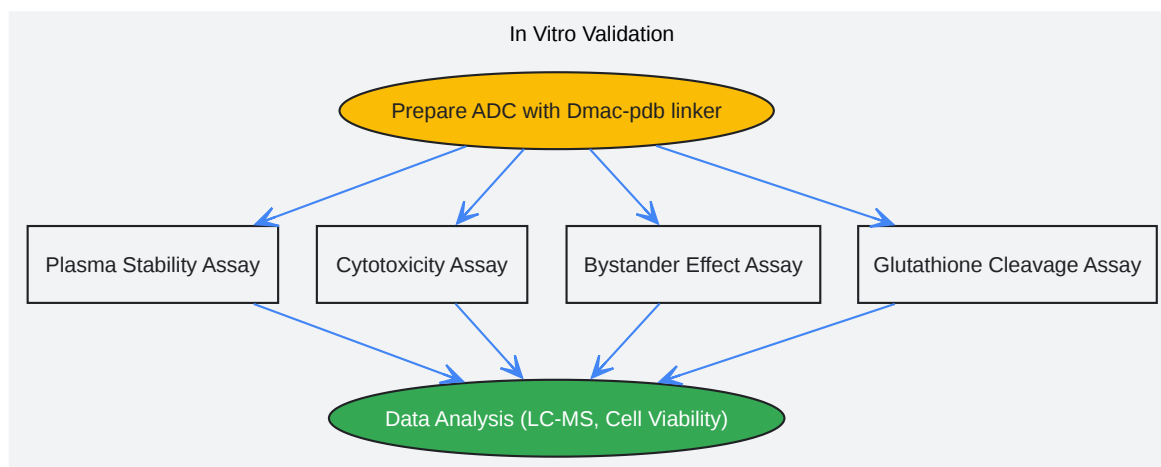 In Vitro Validation
Prepare ADC with Dmac-pdb linker
Plasma Stability Assay
Cytotoxicity Assay
Bystander Effect Assay
Glutathione Cleavage Assay
Data Analysis (LC-MS, Cell Viability)